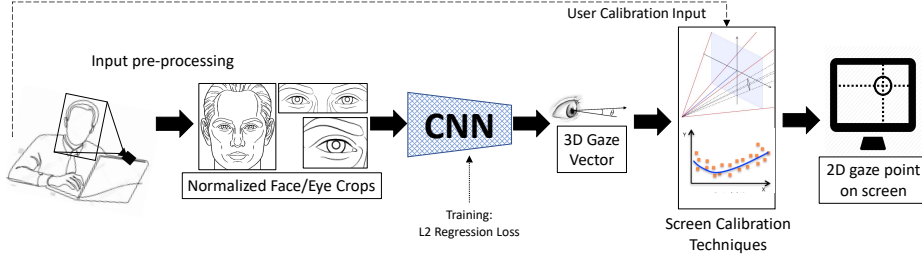 User Calibration Input
Input pre-processing
CNN
Normalized Face/Eye Crops
3D Gaze
Vector
θ
Y
X
2D gaze point
on screen
Training:
L2 Regression Loss
Screen Calibration
Techniques